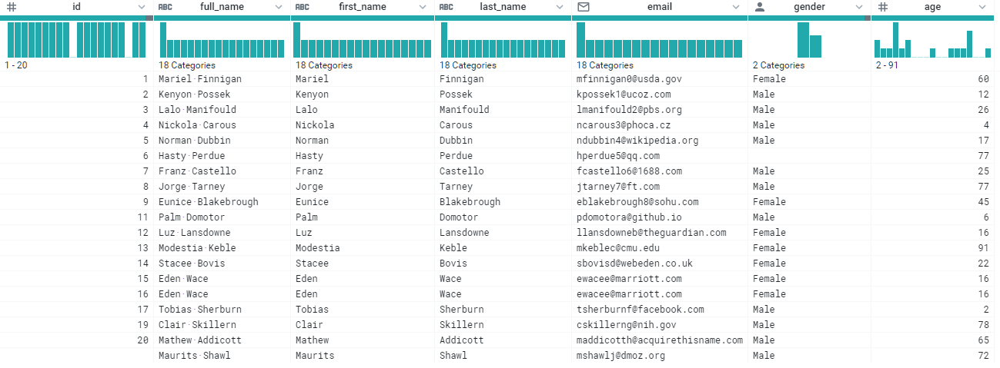 # id ABC full_name ABC first_name ABC last_name email gender # age
1 - 20 18 Categories 18 Categories 18 Categories 18 Categories 2 Categories 2 - 91
1 Mariel·Finnigan Mariel Finnigan mfinnigan0@usda.gov Female 60
2 Kenyon·Possek Kenyon Possek kpossek1@ucoz.com Male 12
3 Lalo·Manifould Lalo Manifould lmanifould2@pbs.org Male 26
4 Nickola·Carous Nickola Carous ncarous3@phoca.cz Male 4
5 Norman·Dubbin Norman Dubbin ndubbin4@wikipedia.org Male 17
6 Hasty·Perdue Hasty Perdue hperdue5@qq.com 77
7 Franz·Castello Franz Castello fcastello6@1688.com Male 25
8 Jorge·Tarney Jorge Tarney jtarney7@ft.com Male 77
9 Eunice·Blakebrough Eunice Blakebrough eblakebrough8@sohu.com Female 45
11 Palm·Domotor Palm Domotor pdomotora@github.io Male 6
12 Luz·Lansdowne Luz Lansdowne llansdowneb@theguardian.com Female 16
13 Modestia·Keble Modestia Keble mkeblec@cmu.edu Female 91
14 Stacee·Bovis Stacee Bovis sbovisd@webeden.co.uk Female 22
15 Eden·Wace Eden Wace ewacee@marriott.com Female 16
16 Eden·Wace Eden Wace ewacee@marriott.com Female 16
17 Tobias·Sherburn Tobias Sherburn tsherburnf@facebook.com Male 2
19 Clair·Skillern Clair Skillern cskillerng@nih.gov Male 78
20 Mathew·Addicott Mathew Addicott maddicotth@acquirethisname.com Male 65
Maurits·Shawl Maurits Shawl mshawlj@dmoz.org Male 72